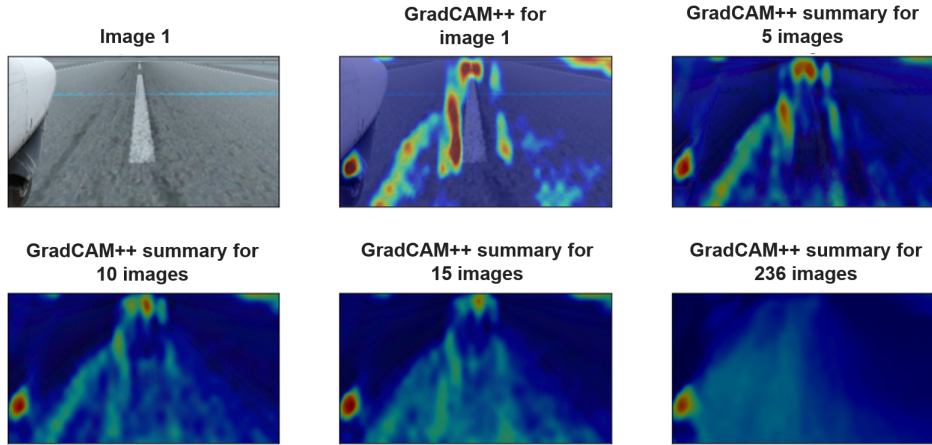 Image 1
GradCAM++ for
image 1
GradCAM++ summary for
5 images
GradCAM++ summary for
10 images
GradCAM++ summary for
15 images
GradCAM++ summary for
236 images